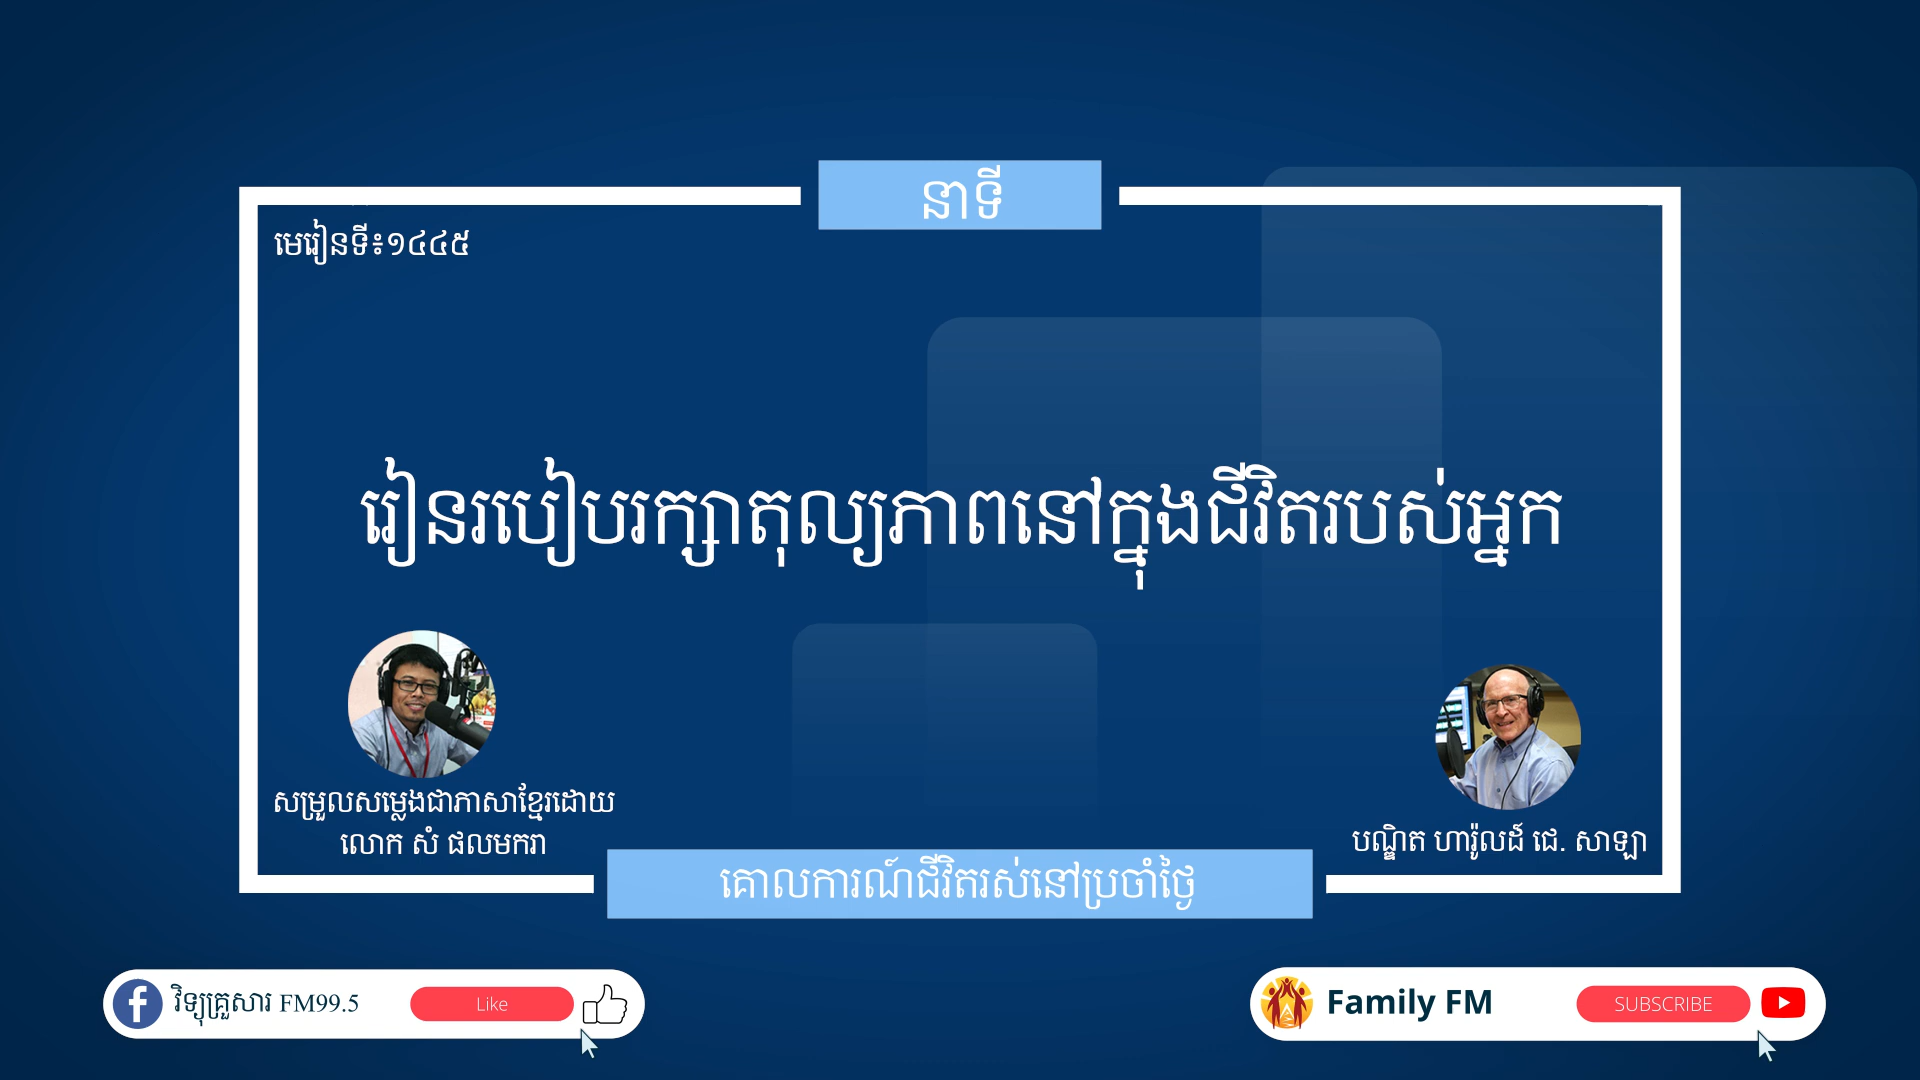 នាទី
មេរៀនទី៖១៤៤៥
រៀនរបៀបរក្សាតុល្យភាពនៅក្នុងជីវិតរបស់អ្នក
សម្រួលសម្លេងជាភាសាខ្មែរដោយ
លោក សំ ផលមករា
បណ្ឌិត ហារ៉ូលដ៍ ជេ. សាឡា
គោលការណ៍ជីវិតរស់នៅប្រចាំថ្ងៃ
វិទ្យុគ្រួសារ FM99.5
Like
Family FM
SUBSCRIBE